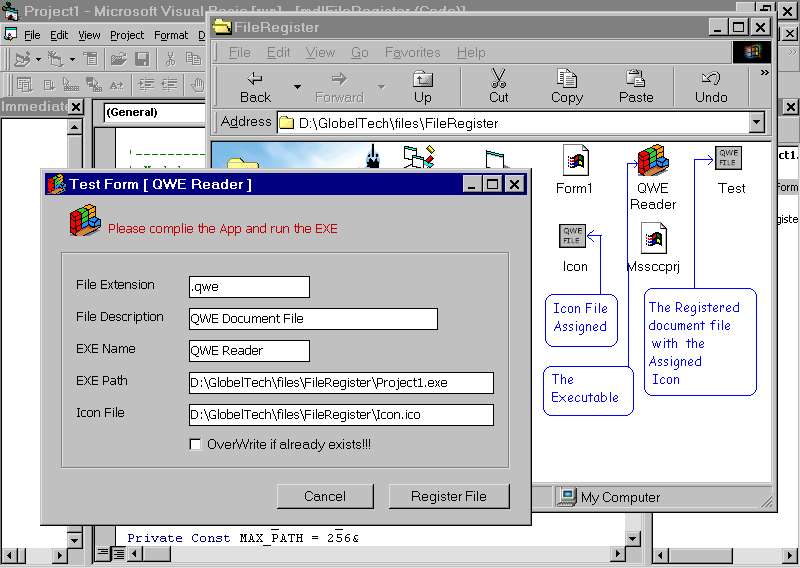 Project1 - Microsoft Visual Basic [run] - [mdlFileRegister (Code)]
File Edit View Project Format
Immediate
(General)
FileRegister
File Edit View Go Favorites Help
Back Forward Up Cut Copy Paste Undo
Address D:\GlobelTech\files\FileRegister
Form1
QWE
Reader
QWE
FILE
Test
QWE
FILE
Icon
Mssccprj
Icon File
Assigned
The Registered
document file
with the
Assigned
Icon
The
Executable
My Computer
Test Form [ QWE Reader ]
Please complie the App and run the EXE
File Extension .qwe
File Description QWE Document File
EXE Name QWE Reader
EXE Path D:\GlobelTech\files\FileRegister\Project1.exe
Icon File D:\GlobelTech\files\FileRegister\Icon.ico
OverWrite if already exists!!!
Cancel Register File
Private Const MAX_PATH = 256&
ct1.
Form
gister